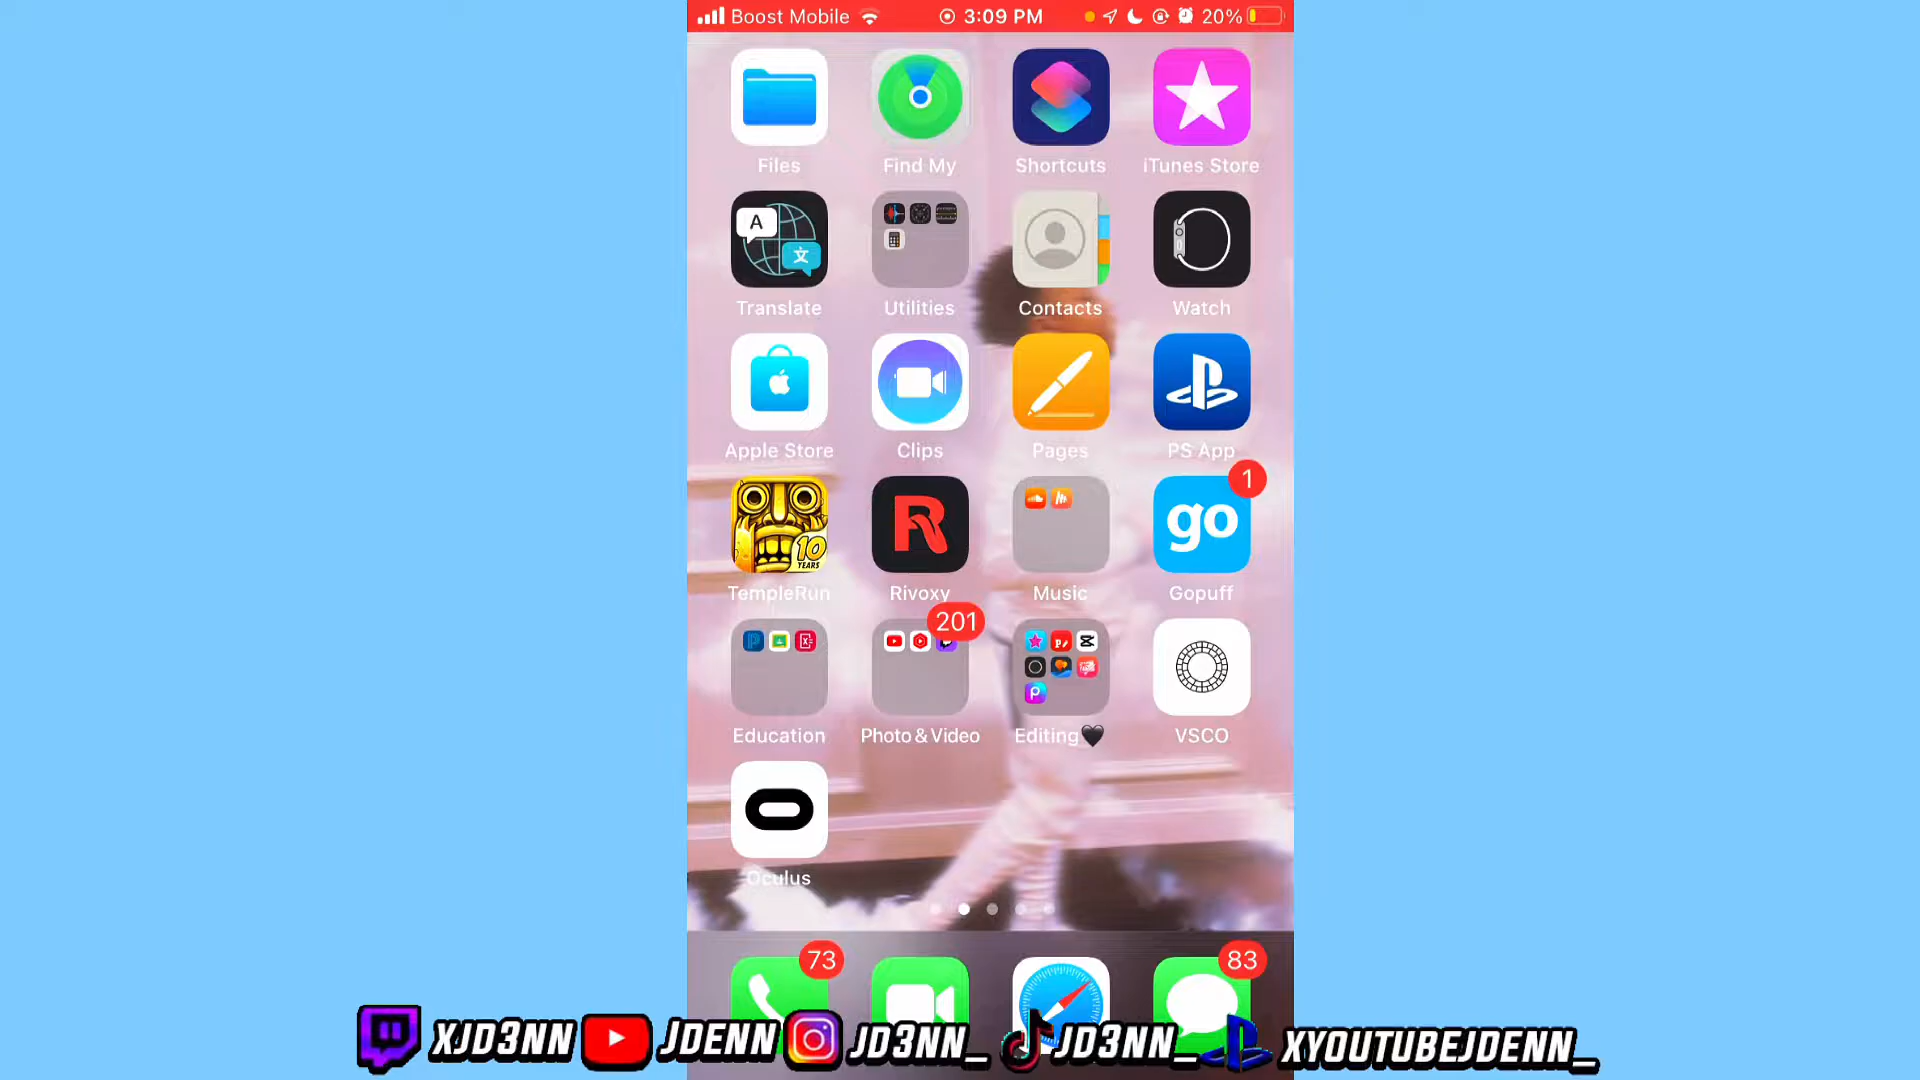 Boost Mobile 3:09 PM 20%
Files Find My Shortcuts iTunes Store
A 文
Translate Utilities Contacts Watch
Apple Store Clips Pages PS App
10 YEARS R go 1
TempleRun Rivoxy Music Gopuff
201
Education Photo & Video Editing🖤 VSCO
Oculus
73 83
XJD3NN JDENN JD3NN_ JD3NN_ XYOUTUBEJDENN_